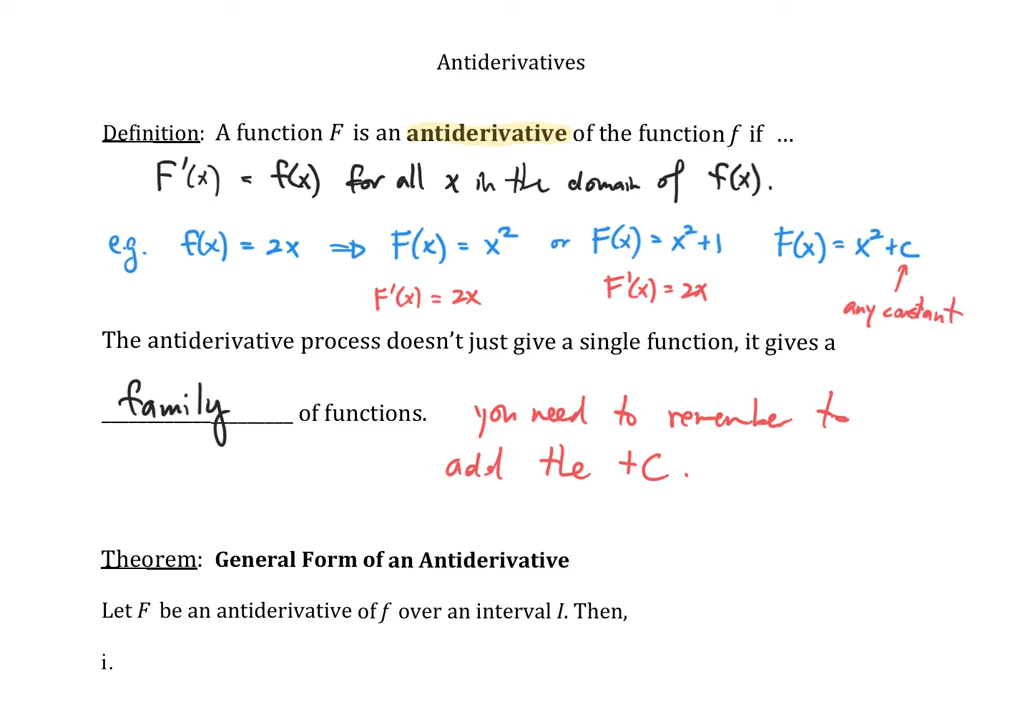 Antiderivatives
Definition: A function F is an antiderivative of the function f if ...
F'(x) = f(x) for all x in the domain of f(x).
e.g. f(x) = 2x ⇒ F(x) = x² or F(x) = x²+1 F(x) = x²+C
F'(x) = 2x F'(x) = 2x ↑
any constant
The antiderivative process doesn't just give a single function, it gives a
family of functions. you need to remember to
add the +C.
Theorem: General Form of an Antiderivative
Let F be an antiderivative of f over an interval I. Then,
i.